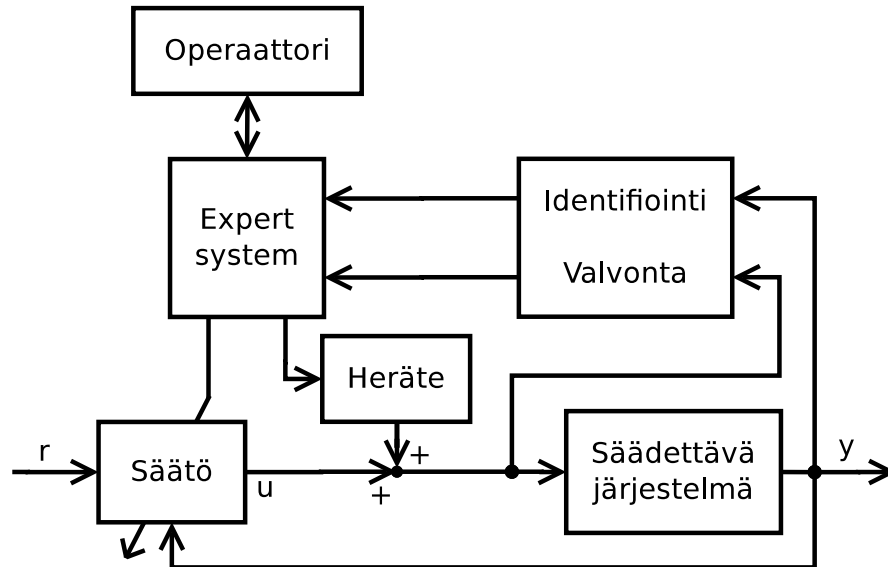 Operaattori
Expert
system
Identifiointi
Valvonta
Heräte
r
Säätö
u
+
+
Säädettävä
järjestelmä
y